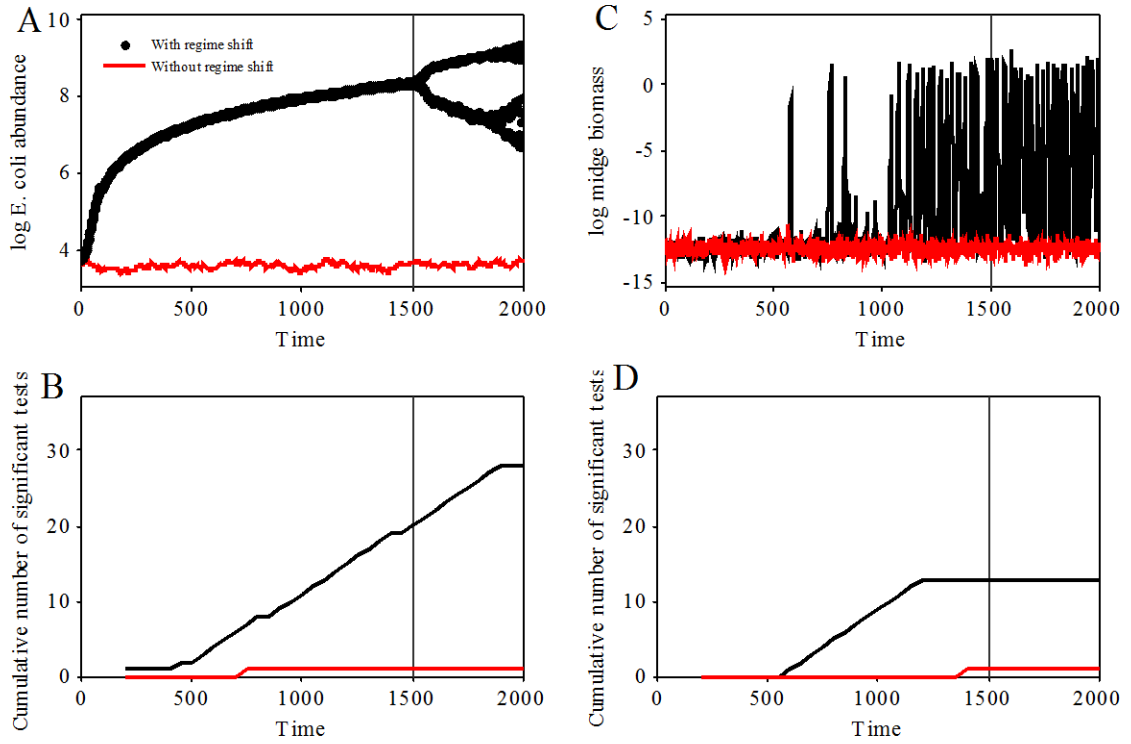 A
10
8
6
4
log E. coli abundance
With regime shift
Without regime shift
0
500
1000
1500
2000
Time
C
5
0
-5
-10
-15
log midge biomass
0
500
1000
1500
2000
Time
B
30
20
10
0
Cumulative number of significant tests
0
500
1000
1500
2000
Time
D
30
20
10
0
Cumulative number of significant tests
0
500
1000
1500
2000
Time